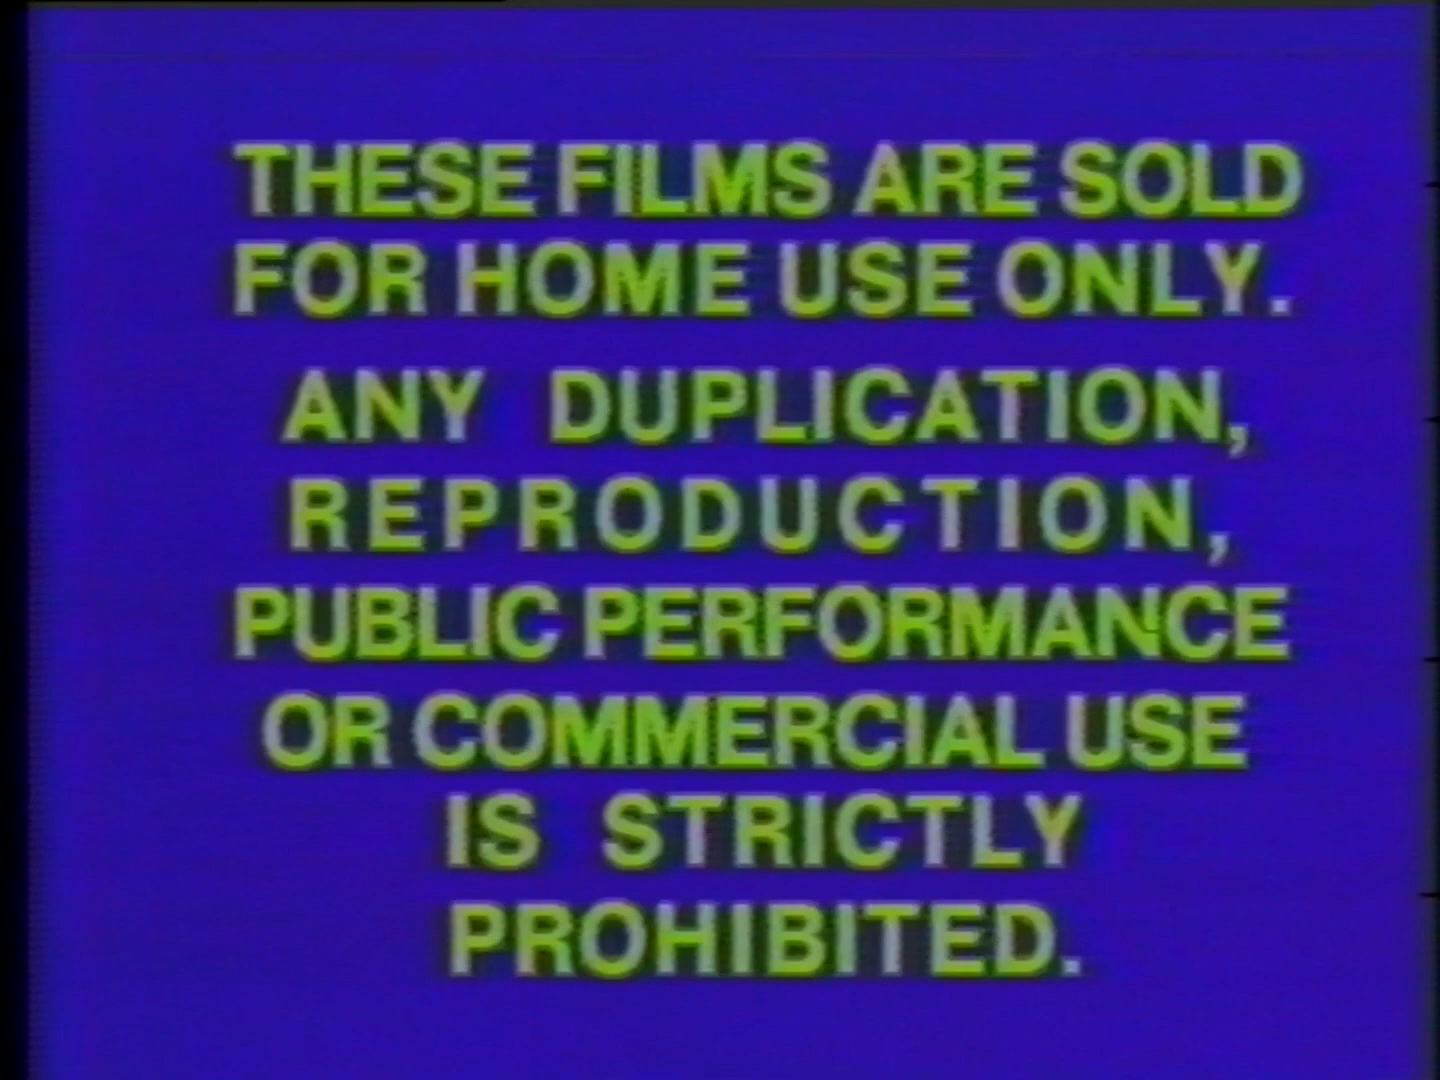 THESE FILMS ARE SOLD
FOR HOME USE ONLY.
ANY DUPLICATION,
REPRODUCTION,
PUBLIC PERFORMANCE
OR COMMERCIAL USE
IS STRICTLY
PROHIBITED.